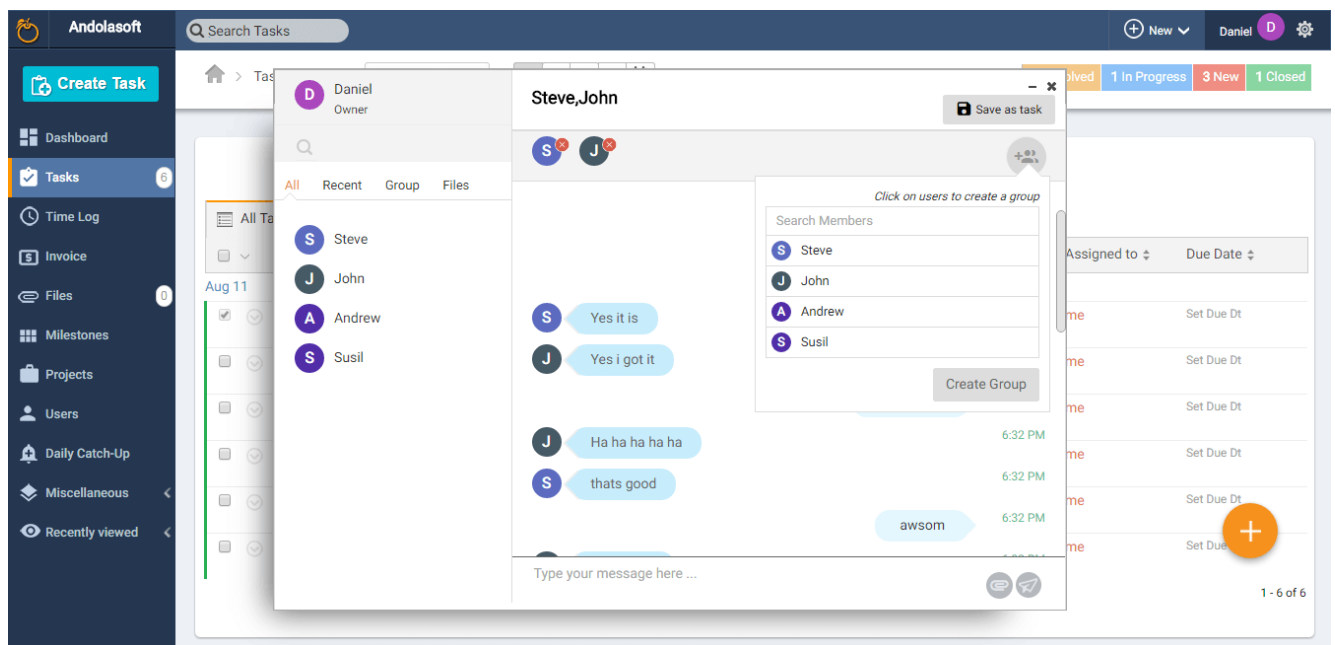 Andolasoft
Search Tasks
New
Daniel
D
Create Task
Dashboard
Tasks
6
Time Log
Invoice
Files
0
Milestones
Projects
Users
Daily Catch-Up
Miscellaneous
Recently viewed
1 In Progress
3 New
1 Closed
All Ta
Aug 11
D
Daniel
Owner
All
Recent
Group
Files
S
Steve
J
John
A
Andrew
S
Susil
Steve,John
Save as task
S
J
Click on users to create a group
Search Members
S
Steve
J
John
A
Andrew
S
Susil
Create Group
S
Yes it is
J
Yes i got it
J
Ha ha ha ha ha
6:32 PM
S
thats good
6:32 PM
awsom
6:32 PM
Type your message here ...
Assigned to
Due Date
me
Set Due Dt
me
Set Due Dt
me
Set Due Dt
me
Set Due Dt
me
Set Due Dt
me
Set Due
1 - 6 of 6